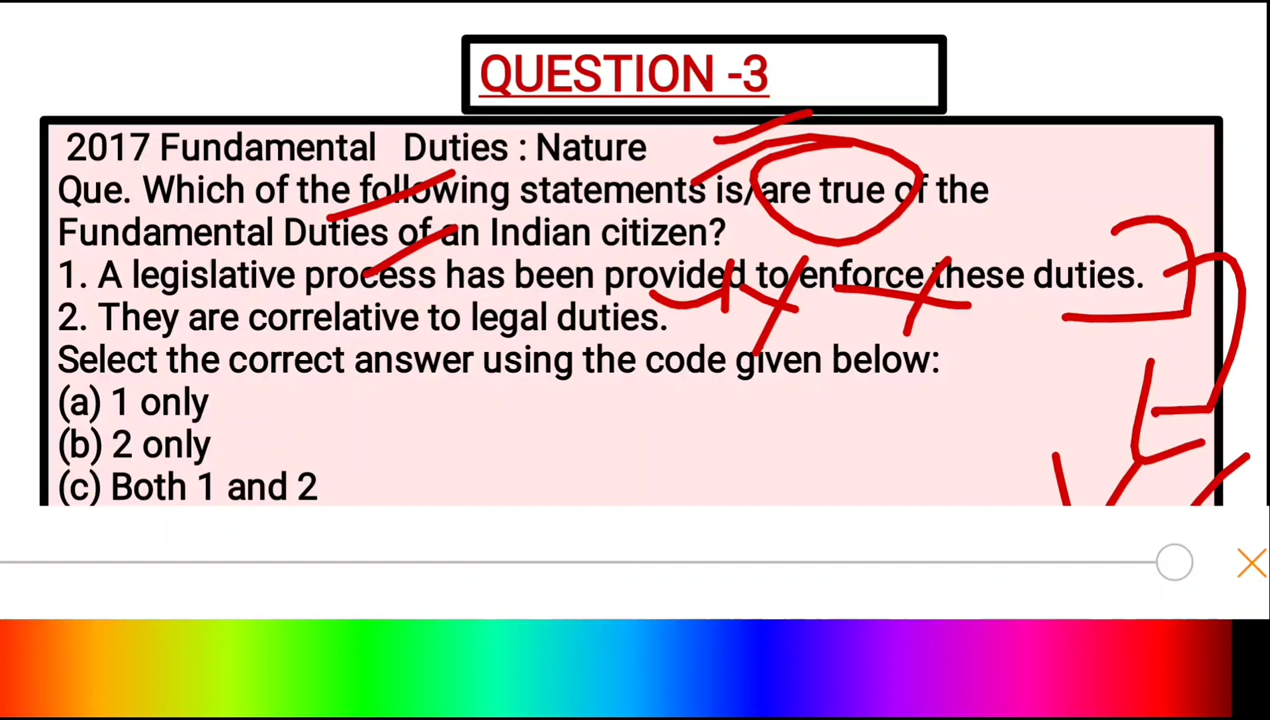 QUESTION -3
2017 Fundamental Duties : Nature
Que. Which of the following statements is/are true of the
Fundamental Duties of an Indian citizen?
1. A legislative process has been provided to enforce these duties.
2. They are correlative to legal duties.
Select the correct answer using the code given below:
(a) 1 only
(b) 2 only
(c) Both 1 and 2